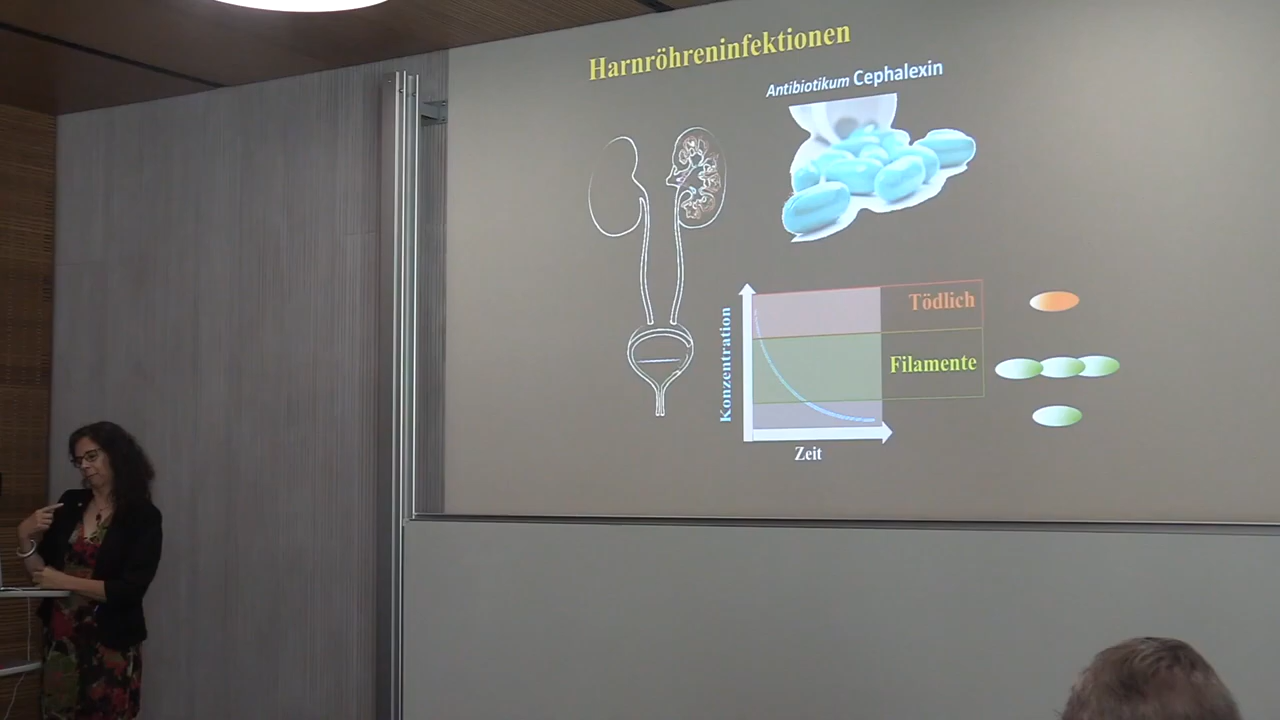 Harnröhreninfektionen
Antibiotikum Cephalexin
Tödlich
Filamente
Konzentration
Zeit